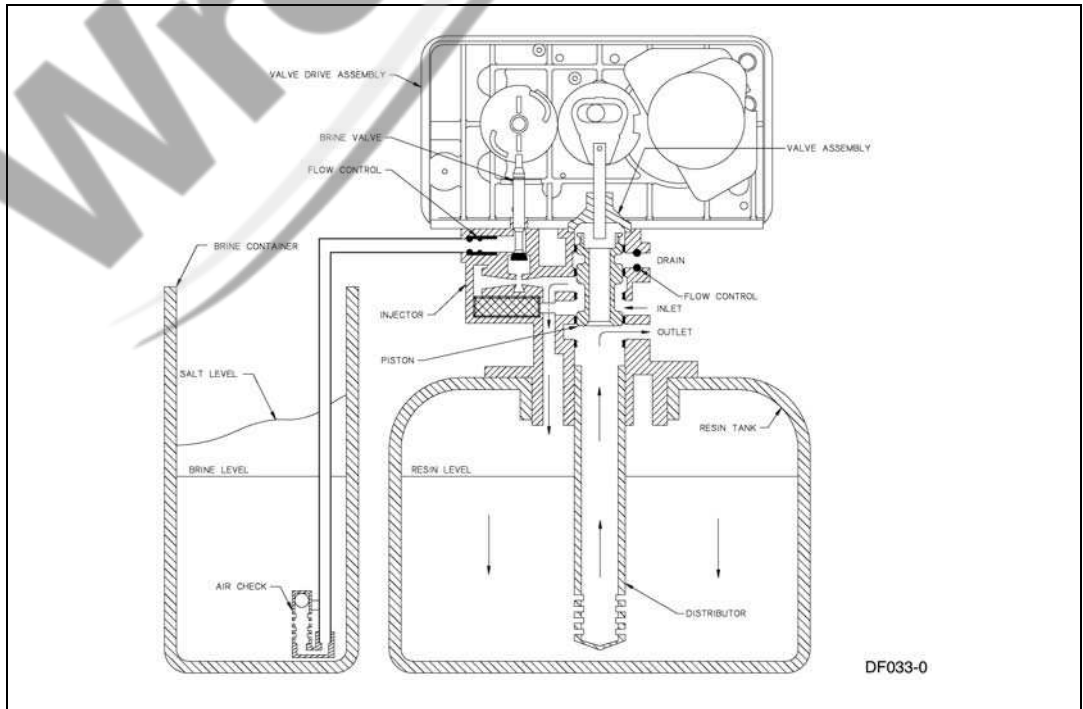 Wre
VALVE DRIVE ASSEMBLY
BRINE VALVE
FLOW CONTROL
BRINE CONTAINER
VALVE ASSEMBLY
DRAIN
FLOW CONTROL
INLET
OUTLET
INJECTOR
PISTON
SALT LEVEL
RESIN TANK
BRINE LEVEL
RESIN LEVEL
AIR CHECK
DISTRIBUTOR
DF033-0